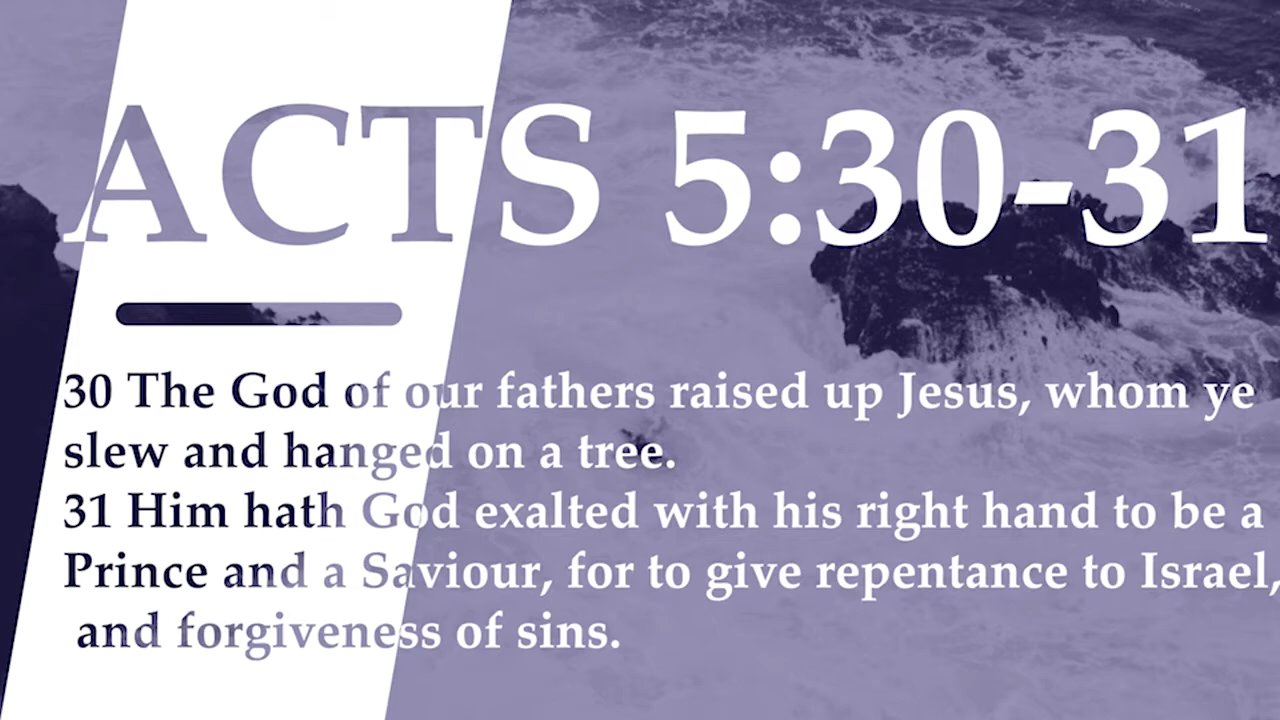 ACTS 5:30-31
30 The God of our fathers raised up Jesus, whom ye
slew and hanged on a tree.
31 Him hath God exalted with his right hand to be a
Prince and a Saviour, for to give repentance to Israel,
and forgiveness of sins.